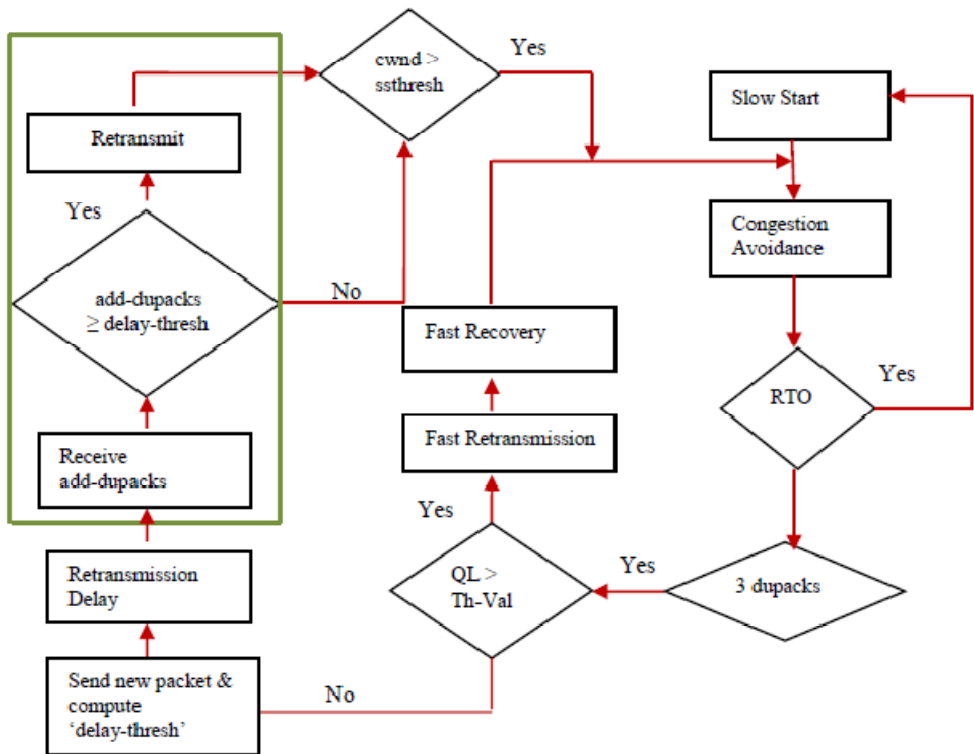 cwnd >
ssthresh
Yes
Slow Start
Retransmit
Yes
Congestion
Avoidance
add-dupacks
≥ delay-thresh
No
Fast Recovery
RTO
Yes
Fast Retransmission
Receive
add-dupacks
Yes
Retransmission
Delay
QL >
Th-Val
Yes
3 dupacks
Send new packet &
compute
‘delay-thresh’
No